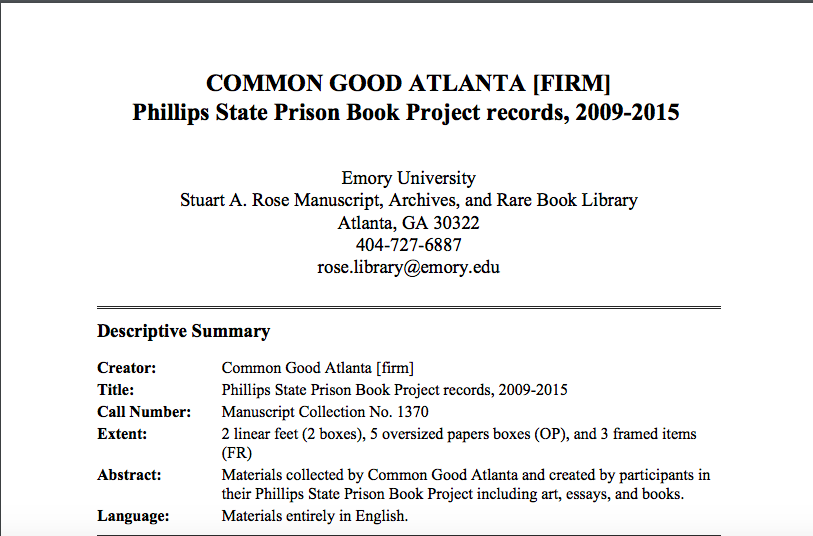 COMMON GOOD ATLANTA [FIRM]
Phillips State Prison Book Project records, 2009-2015
Emory University
Stuart A. Rose Manuscript, Archives, and Rare Book Library
Atlanta, GA 30322
404-727-6887
rose.library@emory.edu
Descriptive Summary
Creator: Common Good Atlanta [firm]
Title: Phillips State Prison Book Project records, 2009-2015
Call Number: Manuscript Collection No. 1370
Extent: 2 linear feet (2 boxes), 5 oversized papers boxes (OP), and 3 framed items
(FR)
Abstract: Materials collected by Common Good Atlanta and created by participants in
their Phillips State Prison Book Project including art, essays, and books.
Language: Materials entirely in English.